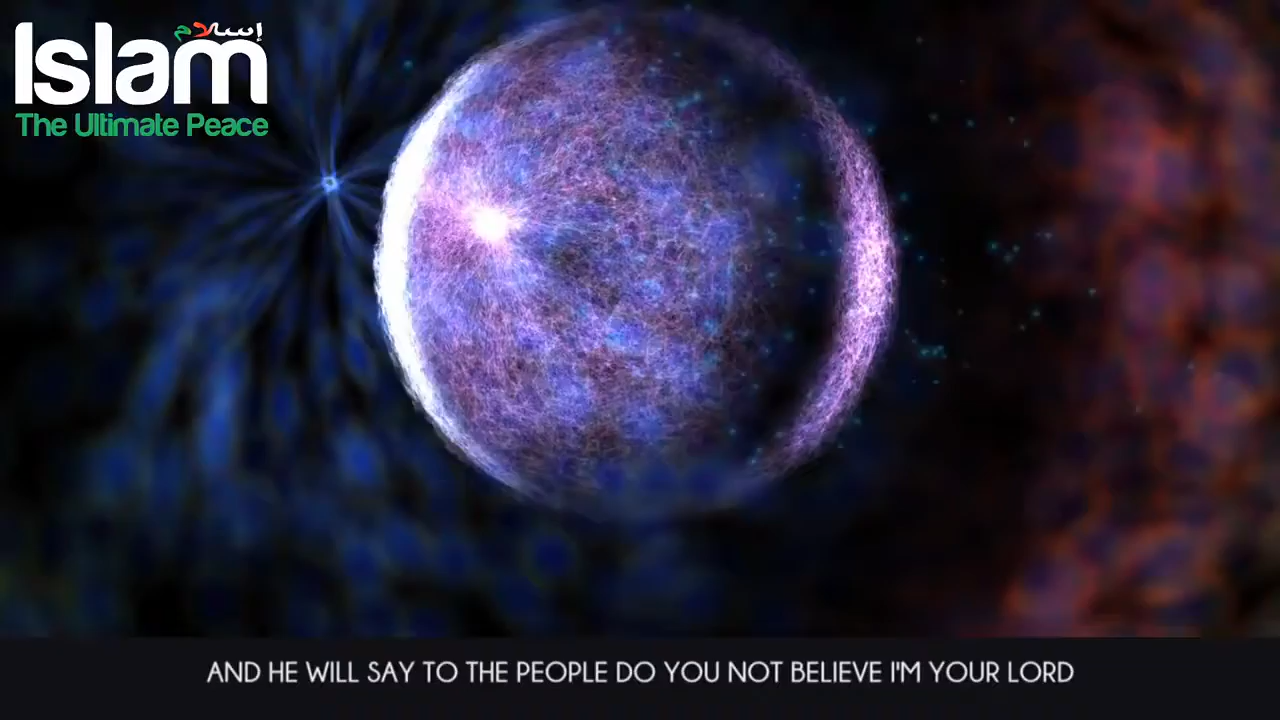 إسلام
Islam
The Ultimate Peace
AND HE WILL SAY TO THE PEOPLE DO YOU NOT BELIEVE I'M YOUR LORD